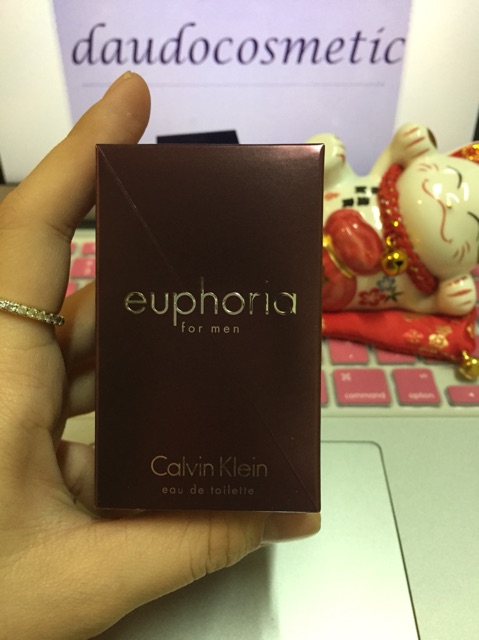 daudocosmetic
euphoria
for men
Calvin Klein
eau de toilette
command
option